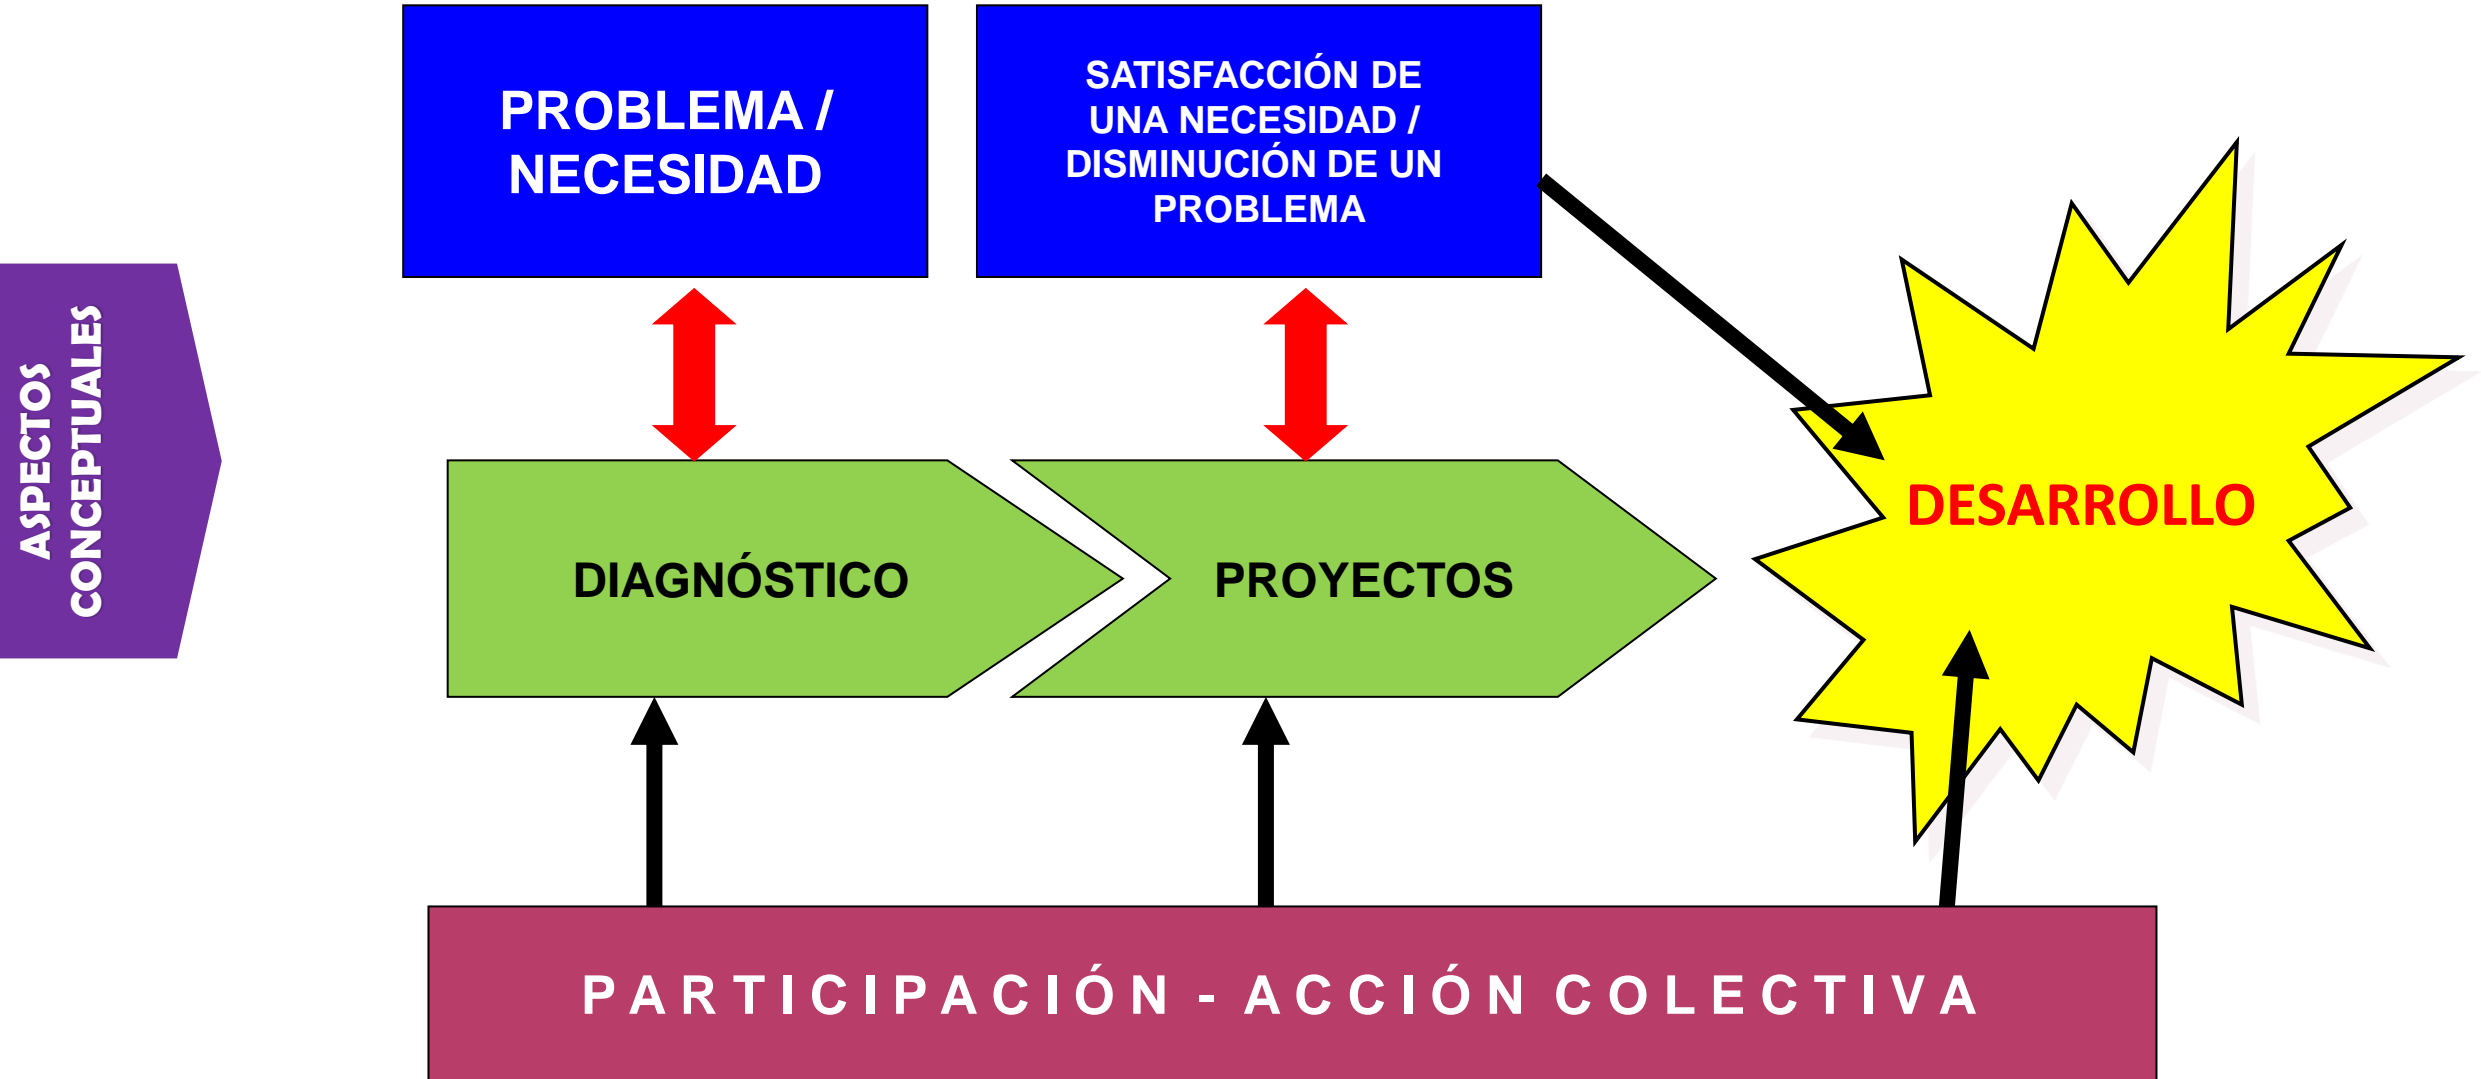 PROBLEMA /
NECESIDAD
SATISFACCIÓN DE
UNA NECESIDAD /
DISMINUCIÓN DE UN
PROBLEMA
ASPECTOS
CONCEPTUALES
DESARROLLO
DIAGNÓSTICO
PROYECTOS
PARTICIPACIÓN - ACCIÓN COLECTIVA